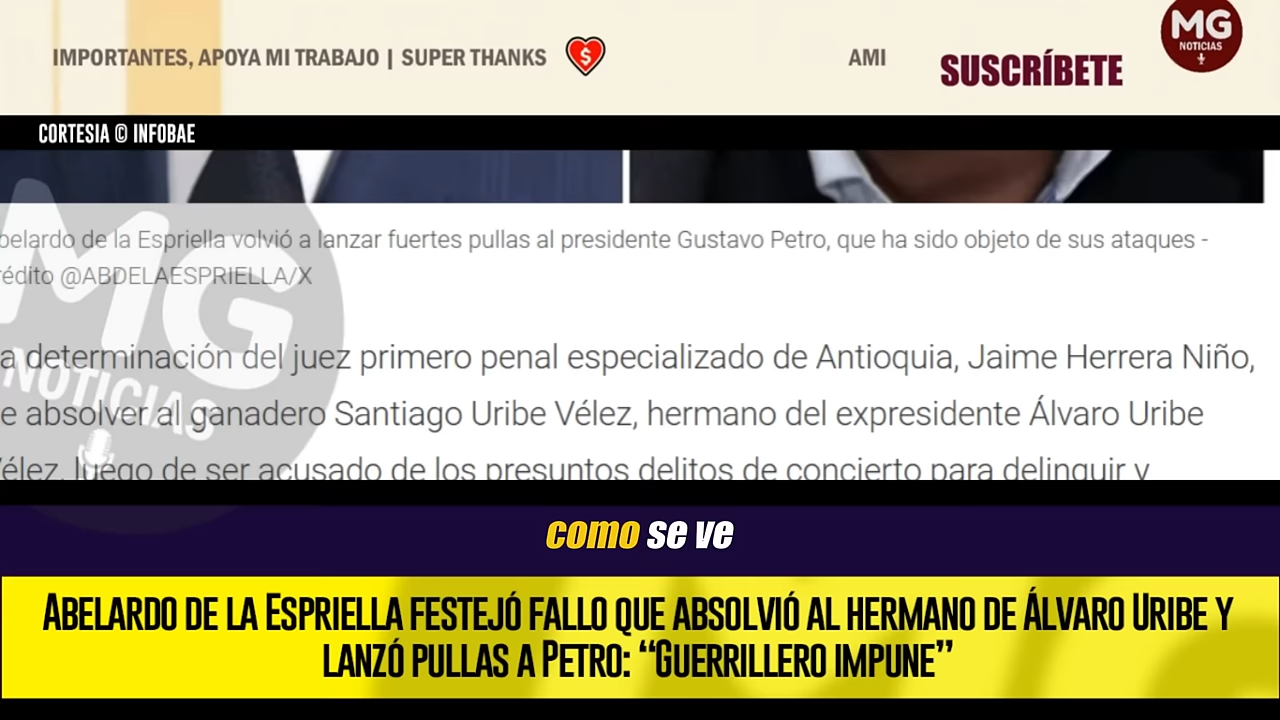 IMPORTANTES, APOYA MI TRABAJO | SUPER THANKS
AMI
SUSCRÍBETE
MG
NOTICIAS
CORTESIA © INFOBAE
belardo de la Espriella volvió a lanzar fuertes pullas al presidente Gustavo Petro, que ha sido objeto de sus ataques -
rédito @ABDELAESPRIELLA/X
a determinación del juez primero penal especializado de Antioquia, Jaime Herrera Niño,
e absolver al ganadero Santiago Uribe Vélez, hermano del expresidente Álvaro Uribe
Vélez, luego de ser acusado de los presuntos delitos de concierto para delinquir y
MG
NOTICIAS
como se ve
ABELARDO DE LA ESPRIELLA FESTEJÓ FALLO QUE ABSOLVIÓ AL HERMANO DE ÁLVARO URIBE Y
LANZÓ PULLAS A PETRO: “GUERRILLERO IMPUNE”